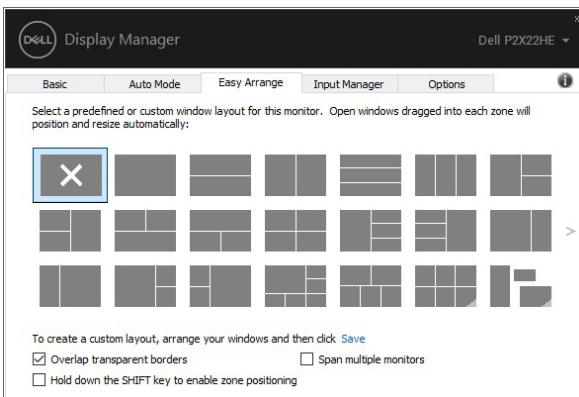 DELL Display Manager
Dell P2X22HE
Basic Auto Mode Easy Arrange Input Manager Options
Select a predefined or custom window layout for this monitor. Open windows dragged into each zone will
position and resize automatically:
To create a custom layout, arrange your windows and then click Save
Overlap transparent borders
Span multiple monitors
Hold down the SHIFT key to enable zone positioning